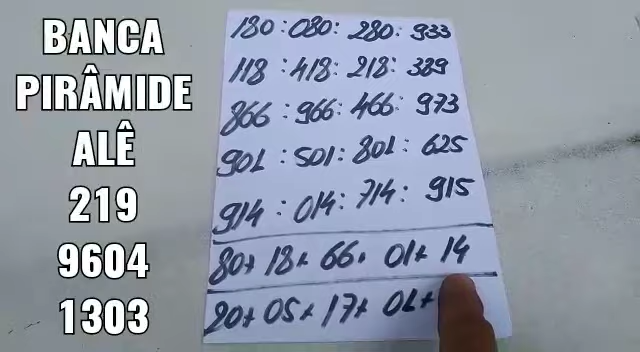 BANCA
PIRÂMIDE
ALÊ
219
9604
1303
180 : 080 : 280 : 933
118 : 418 : 218 : 389
866 : 966 : 466 : 973
901 : 501 : 801 : 625
914 : 014 : 714 : 915
80+ 18+ 66+ 01+ 14
20+ 05+ 17+ 01+